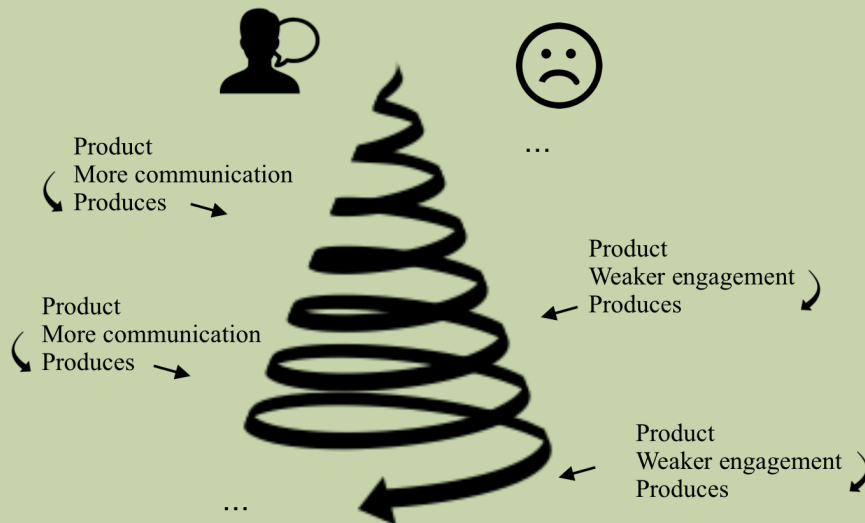 ...
Product
More communication
Produces
Product
Weaker engagement
Produces
Product
More communication
Produces
Product
Weaker engagement
Produces
...